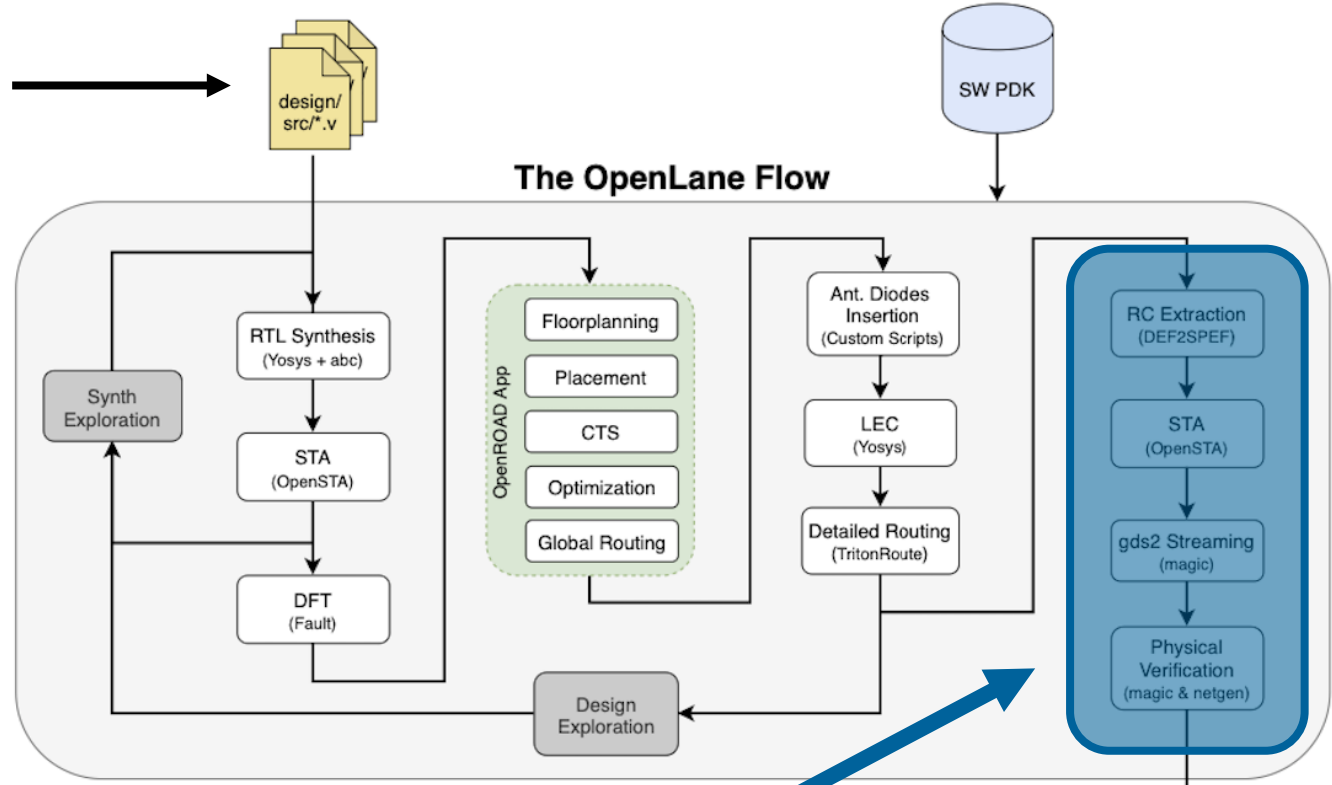 design/
src/*.v
SW PDK
The OpenLane Flow
RTL Synthesis
(Yosys + abc)
Synth
Exploration
STA
(OpenSTA)
DFT
(Fault)
OpenROAD App
Floorplanning
Placement
CTS
Optimization
Global Routing
Design
Exploration
Ant. Diodes
Insertion
(Custom Scripts)
LEC
(Yosys)
Detailed Routing
(TritonRoute)
RC Extraction
(DEF2SPEF)
STA
(OpenSTA)
gds2 Streaming
(magic)
Physical
Verification
(magic & netgen)